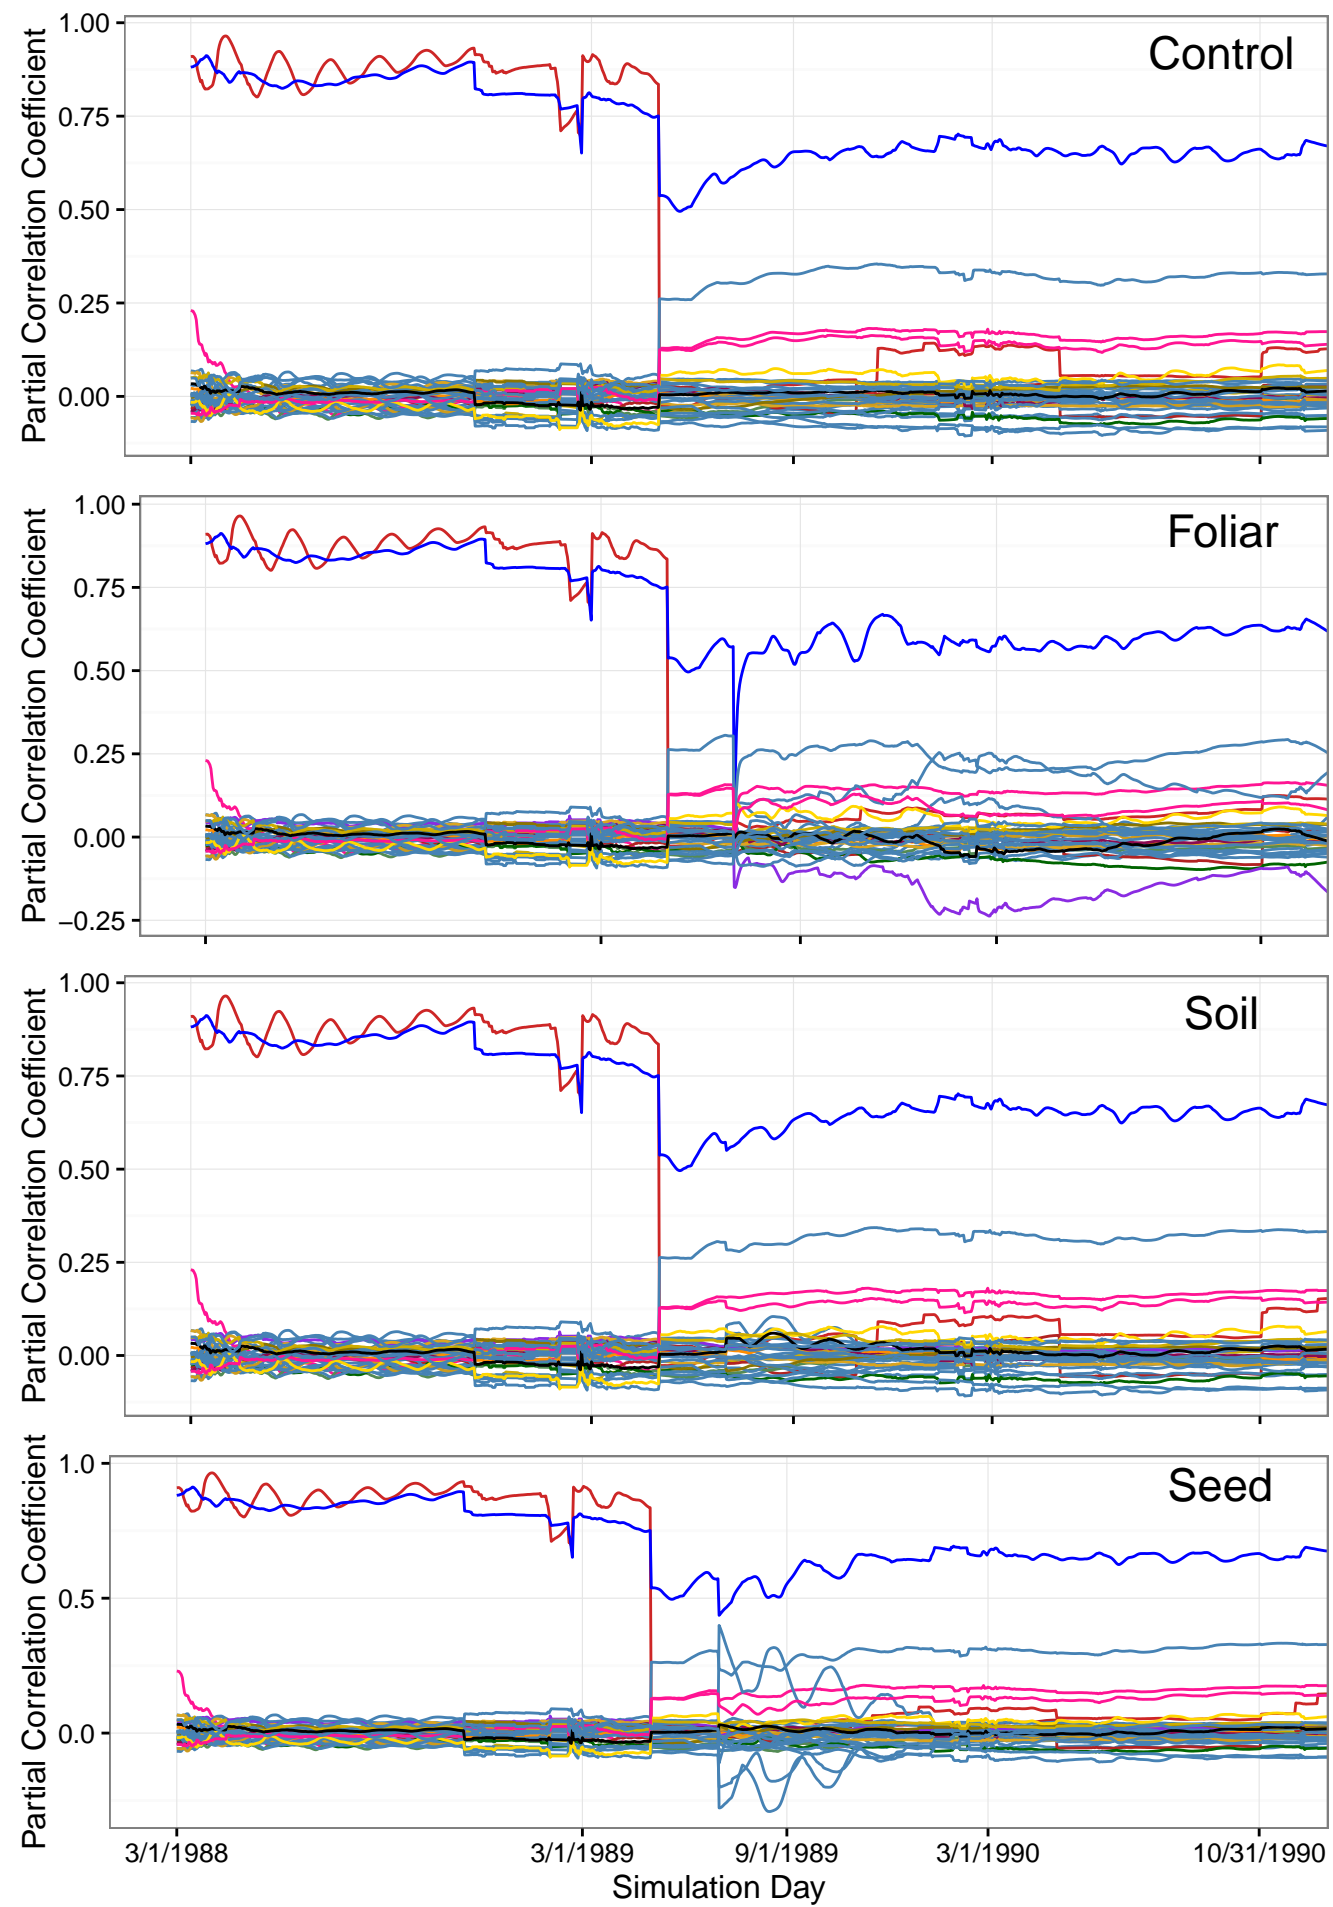 Control
Partial Correlation Coefficient
1.00
0.75
0.50
0.25
0.00
Foliar
Partial Correlation Coefficient
1.00
0.75
0.50
0.25
0.00
−0.25
Soil
Partial Correlation Coefficient
1.00
0.75
0.50
0.25
0.00
Seed
Partial Correlation Coefficient
1.0
0.5
0.0
3/1/1988 3/1/1989 9/1/1989 3/1/1990 10/31/1990
Simulation Day